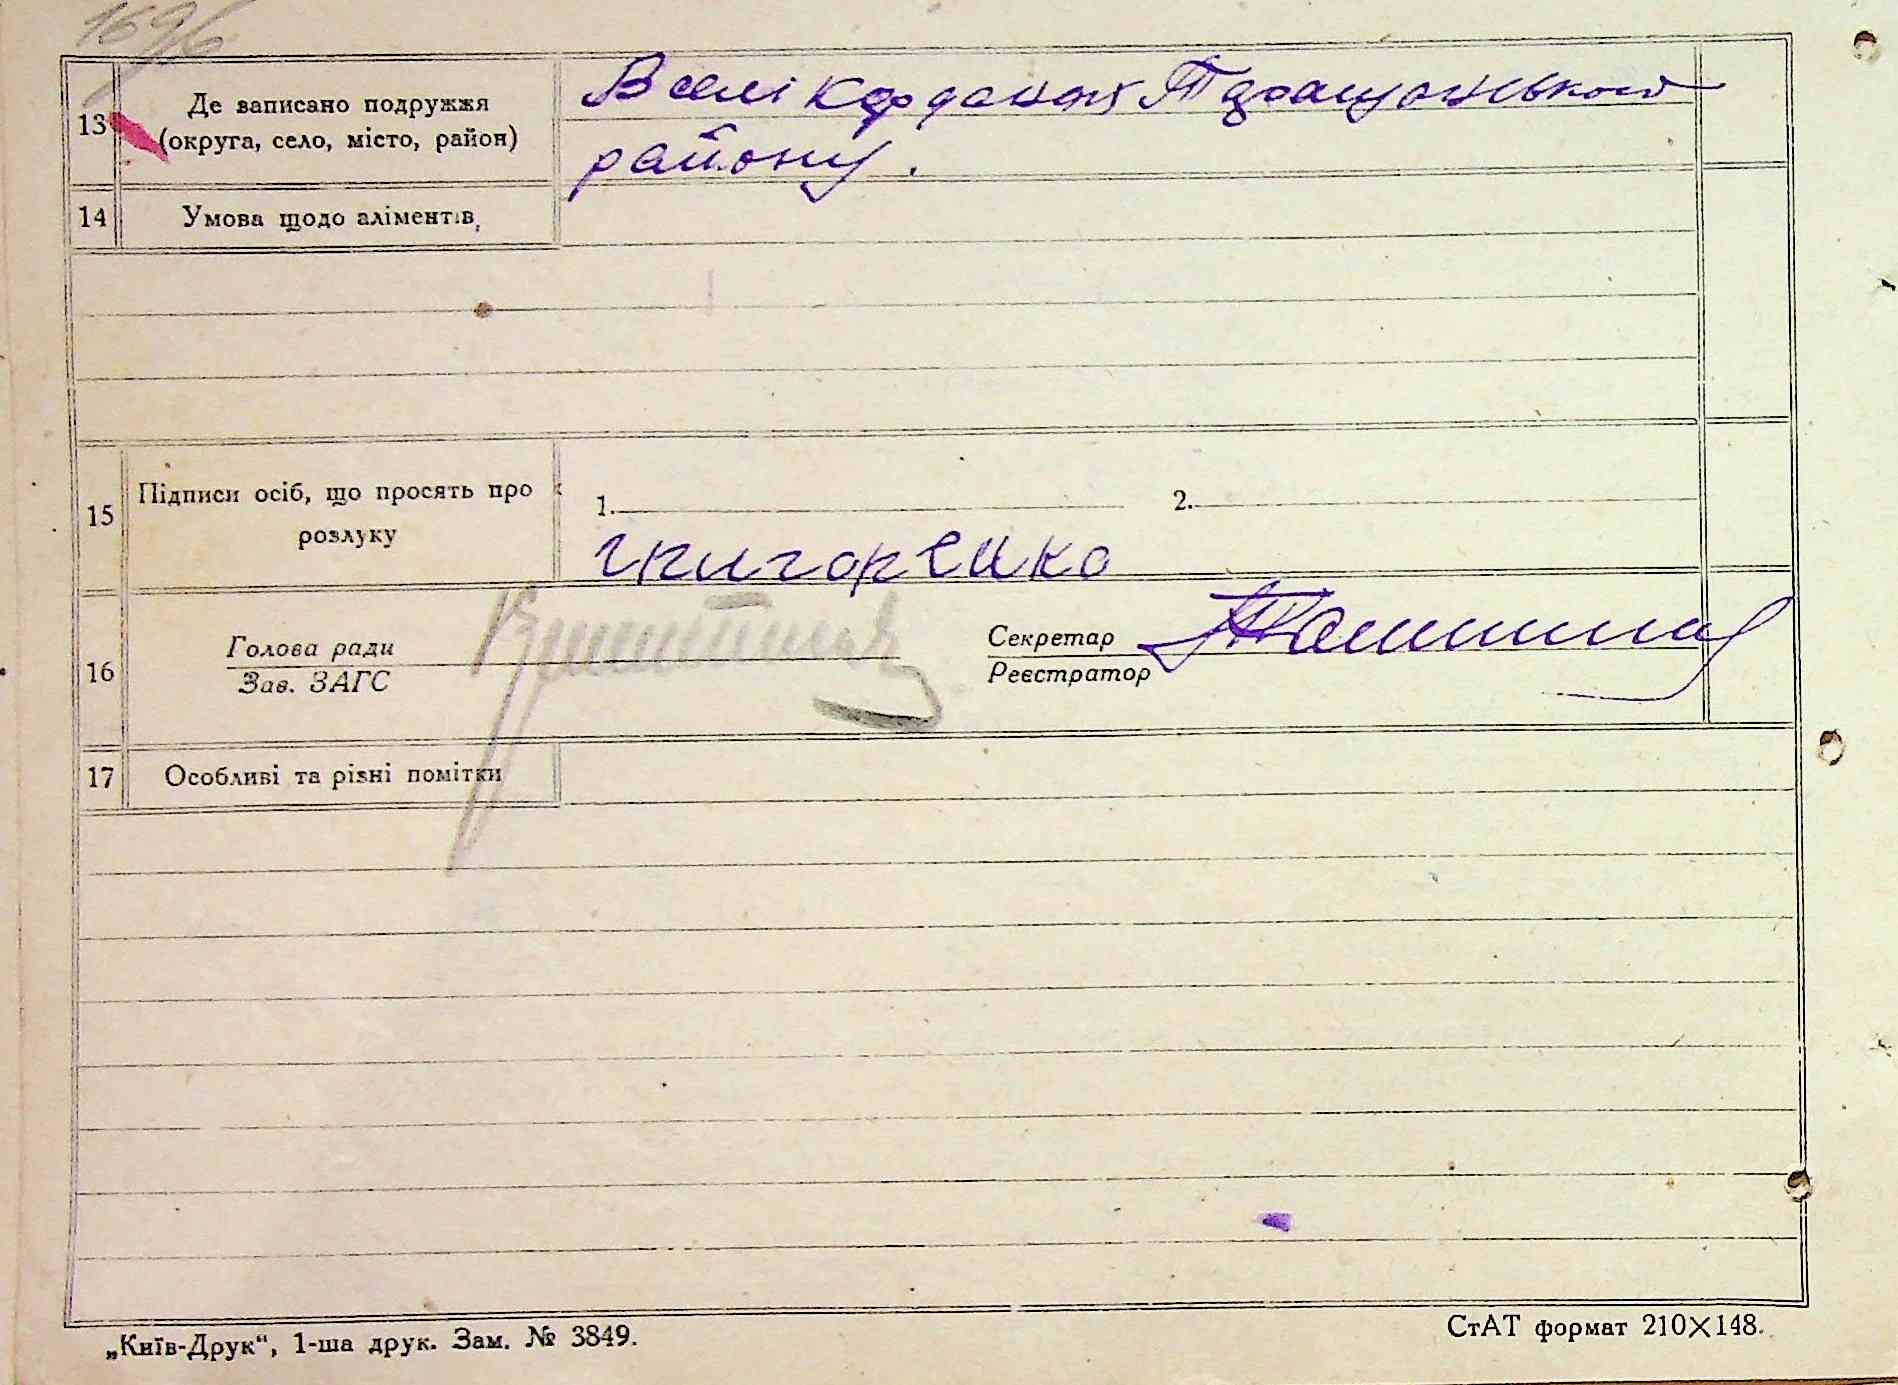 169б
13 Де записано подружжя
(округа, село, місто, район)
В селі Кордонах Таращанського
району.
14 Умова щодо аліментів
15 Підписи осіб, що просять про
розлуку
1. 2.
григоренко
16 Голова ради
Зав. ЗАГС
Секретар
Реєстратор
17 Особливі та різні помітки
„Київ-Друк“, 1-ша друк. Зам. № 3849.
СтАТ формат 210×148.